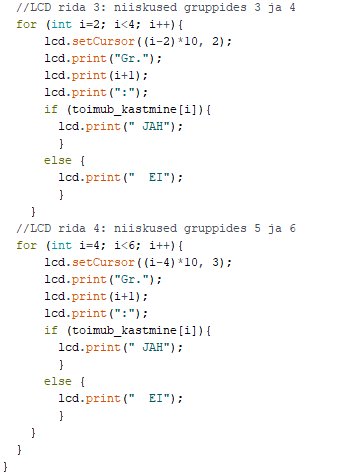 //LCD rida 3: niiskused gruppides 3 ja 4
for (int i=2; i<4; i++){
lcd.setCursor((i-2)*10, 2);
lcd.print("Gr.");
lcd.print(i+1);
lcd.print(":");
if (toimub_kastmine[i]){
lcd.print(" JAH");
}
else {
lcd.print("  EI");
}
}
//LCD rida 4: niiskused gruppides 5 ja 6
for (int i=4; i<6; i++){
lcd.setCursor((i-4)*10, 3);
lcd.print("Gr.");
lcd.print(i+1);
lcd.print(":");
if (toimub_kastmine[i]){
lcd.print(" JAH");
}
else {
lcd.print("  EI");
}
}
}
}